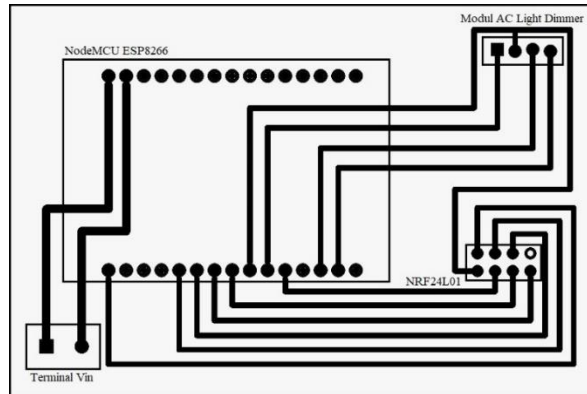 Modul AC Light Dimmer
NodeMCU ESP8266
NRF24L01
Terminal Vin